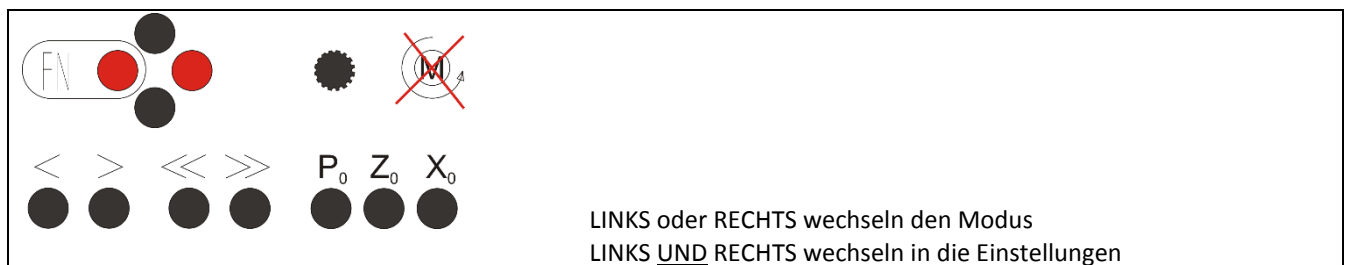 FN
M
< > << >> P₀ Z₀ X₀
LINKS oder RECHTS wechseln den Modus
LINKS UND RECHTS wechseln in die Einstellungen